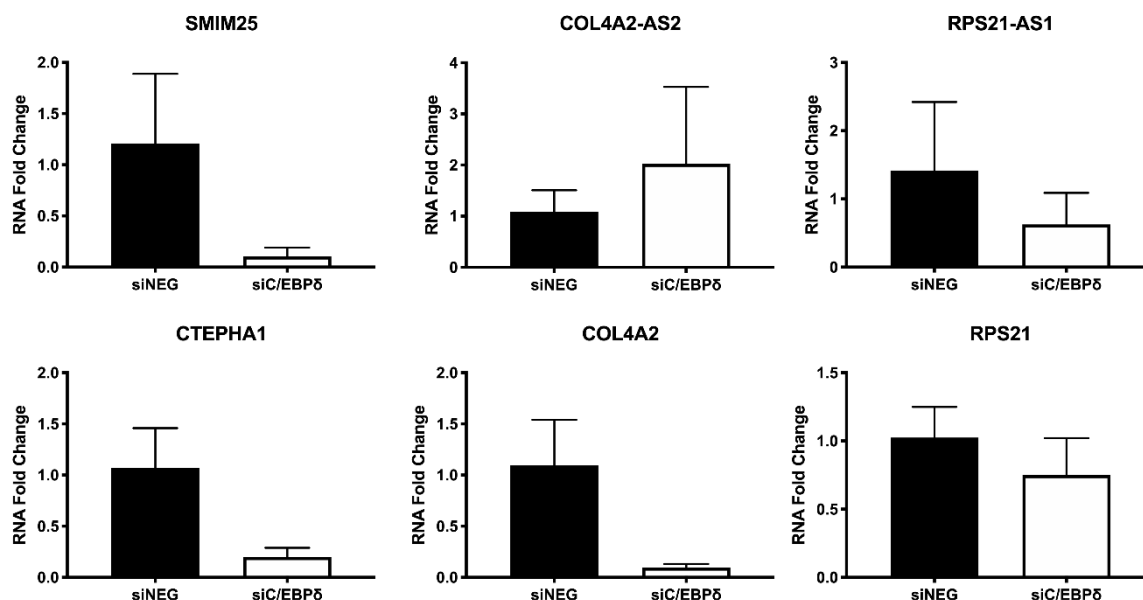 SMIM25
RNA Fold Change
2.0
1.5
1.0
0.5
0.0
siNEG
siC/EBPδ
COL4A2-AS2
RNA Fold Change
4
3
2
1
0
siNEG
siC/EBPδ
RPS21-AS1
RNA Fold Change
3
2
1
0
siNEG
siC/EBPδ
CTEPHA1
RNA Fold Change
2.0
1.5
1.0
0.5
0.0
siNEG
siC/EBPδ
COL4A2
RNA Fold Change
2.0
1.5
1.0
0.5
0.0
siNEG
siC/EBPδ
RPS21
RNA Fold Change
1.5
1.0
0.5
0.0
siNEG
siC/EBPδ